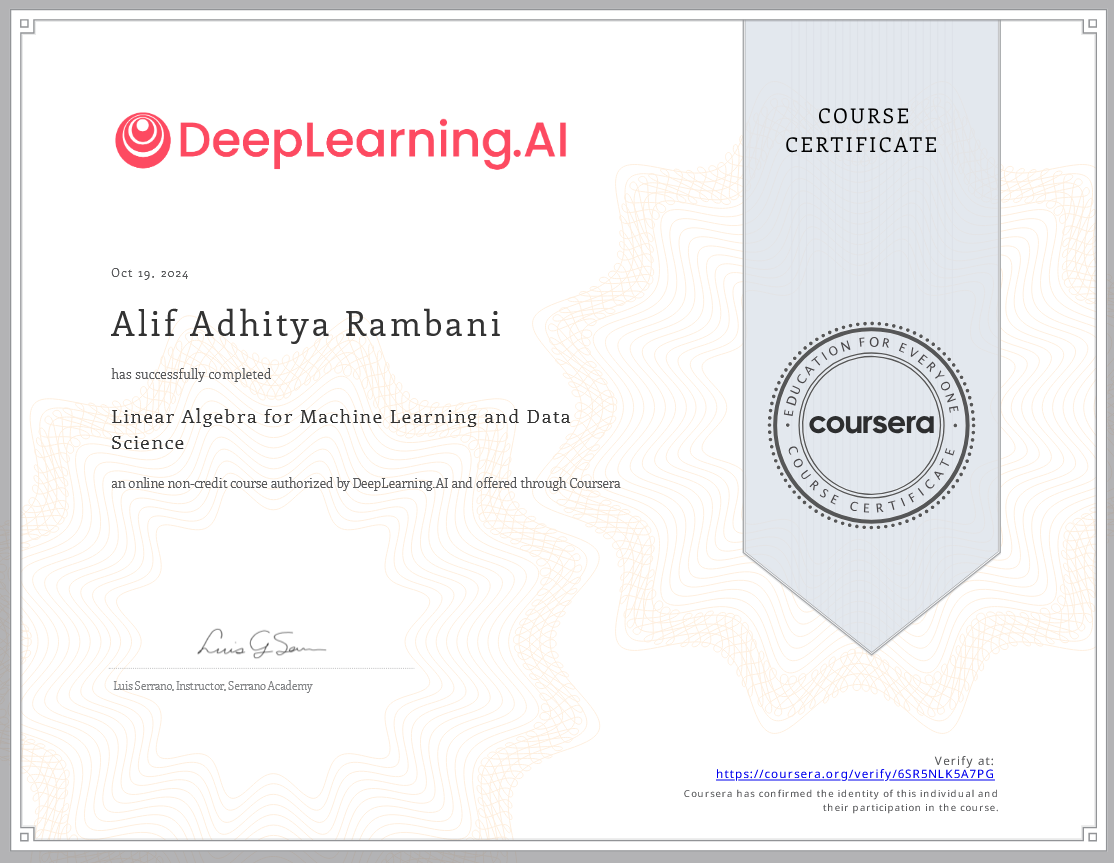 DeepLearning.AI
COURSE
CERTIFICATE
Oct 19, 2024
Alif Adhitya Rambani
has successfully completed
Linear Algebra for Machine Learning and Data
Science
an online non-credit course authorized by DeepLearning.AI and offered through Coursera
EDUCATION FOR EVERYONE
coursera
COURSE CERTIFICATE
Luis G Serr
Luis Serrano, Instructor, Serrano Academy
Verify at:
https://coursera.org/verify/6SR5NLK5A7PG
Coursera has confirmed the identity of this individual and
their participation in the course.